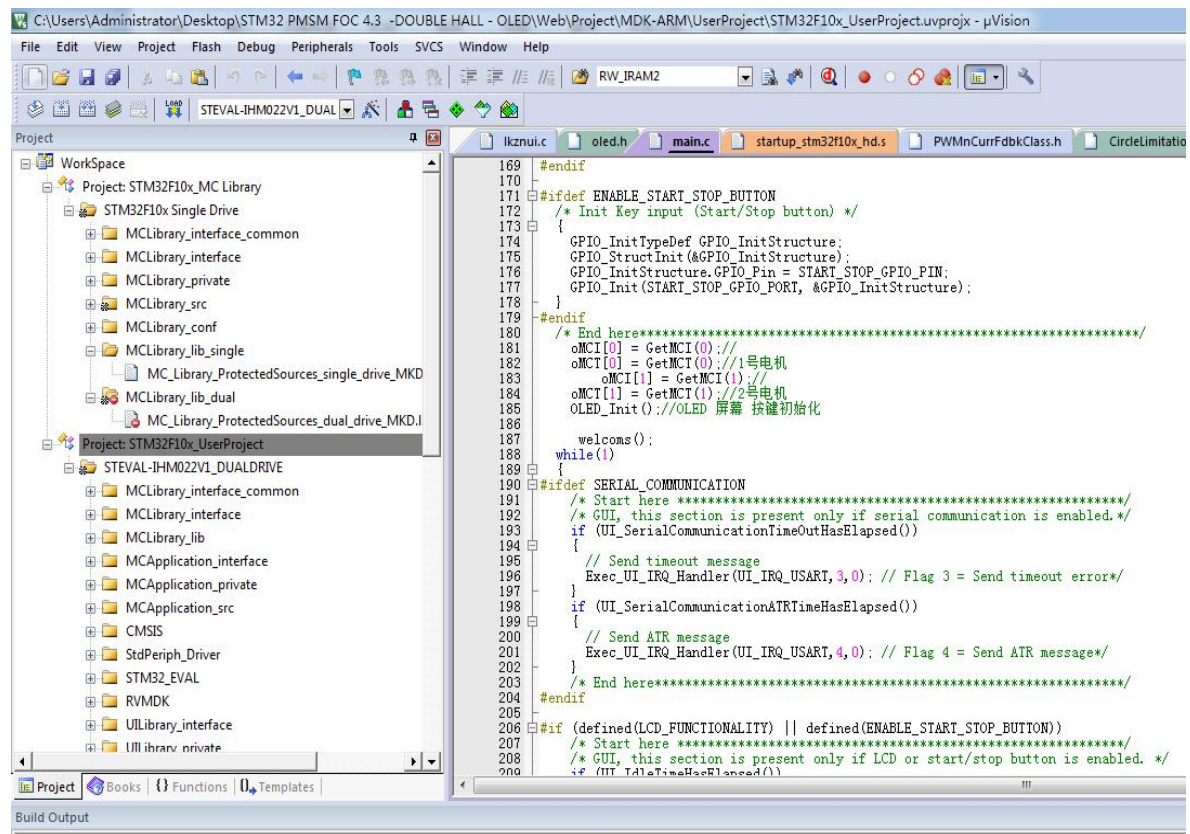 C:\Users\Administrator\Desktop\STM32 PMSM FOC 4.3 -DOUBLE HALL - OLED\Web\Project\MDK-ARM\UserProject\STM32F10x_UserProject.uvprojx - µVision
File Edit View Project Flash Debug Peripherals Tools SVCS Window Help
RW_IRAM2
LOAD STEVAL-IHM022V1_DUAL
Project
WorkSpace
Project: STM32F10x_MC Library
STM32F10x Single Drive
MCLibrary_interface_common
MCLibrary_interface
MCLibrary_private
MCLibrary_src
MCLibrary_conf
MCLibrary_lib_single
MC_Library_ProtectedSources_single_drive_MKD
MCLibrary_lib_dual
MC_Library_ProtectedSources_dual_drive_MKD.l
Project: STM32F10x_UserProject
STEVAL-IHM022V1_DUALDRIVE
MCLibrary_interface_common
MCLibrary_interface
MCLibrary_lib
MCApplication_interface
MCApplication_private
MCApplication_src
CMSIS
StdPeriph_Driver
STM32_EVAL
RVMDK
UILibrary_interface
UILibrary_private
Project Books {} Functions Templates
lkznui.c oled.h main.c startup_stm32f10x_hd.s PWMnCurrFdbkClass.h CircleLimitatio
169 #endif
170
171 #ifdef ENABLE_START_STOP_BUTTON
172 /* Init Key input (Start/Stop button) */
173 {
174 GPIO_InitTypeDef GPIO_InitStructure;
175 GPIO_StructInit(&GPIO_InitStructure);
176 GPIO_InitStructure.GPIO_Pin = START_STOP_GPIO_PIN;
177 GPIO_Init(START_STOP_GPIO_PORT, &GPIO_InitStructure);
178 }
179 #endif
180 /* End here***************************************************************/
181 oMCI[0] = GetMCI(0);//
182 oMCT[0] = GetMCT(0);//1号电机
183 oMCI[1] = GetMCI(1);//
184 oMCT[1] = GetMCT(1);//2号电机
185 OLED_Init();//OLED 屏幕 按键初始化
186
187 welcoms();
188 while(1)
189 {
190 #ifdef SERIAL_COMMUNICATION
191 /* Start here ***********************************************************/
192 /* GUI, this section is present only if serial communication is enabled.*/
193 if (UI_SerialCommunicationTimeOutHasElapsed())
194 {
195 // Send timeout message
196 Exec_UI_IRQ_Handler(UI_IRQ_USART,3,0); // Flag 3 = Send timeout error*/
197 }
198 if (UI_SerialCommunicationATRTimeHasElapsed())
199 {
200 // Send ATR message
201 Exec_UI_IRQ_Handler(UI_IRQ_USART,4,0); // Flag 4 = Send ATR message*/
202 }
203 /* End here**************************************************************/
204 #endif
205
206 #if (defined(LCD_FUNCTIONALITY) || defined(ENABLE_START_STOP_BUTTON))
207 /* Start here ***********************************************************/
208 /* GUI, this section is present only if LCD or start/stop button is enabled. */
209 if (UI_IdleTimeHasElapsed())
Build Output